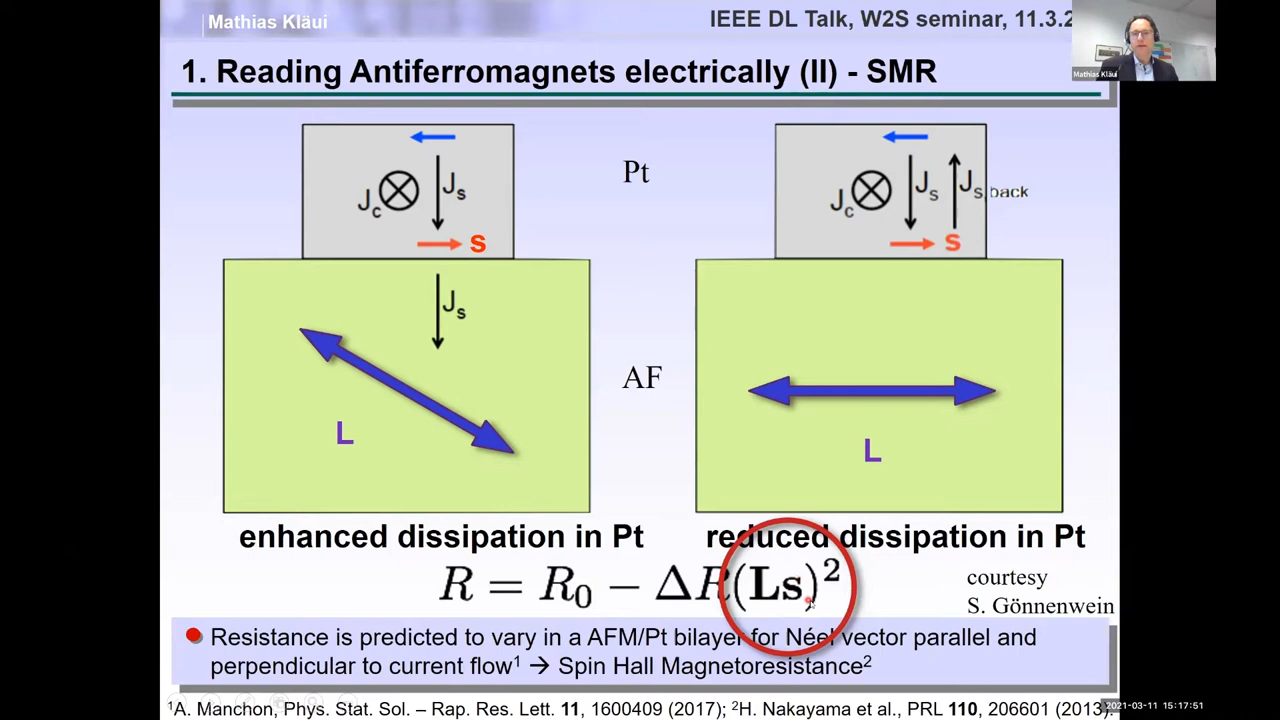 Mathias Kläui
IEEE DL Talk, W2S seminar, 11.3.2
Mathias Kläui
1. Reading Antiferromagnets electrically (II) - SMR
Pt
J_c ⊗ J_s
s
J_s
L
AF
J_c ⊗ J_s J_s, back
s
L
enhanced dissipation in Pt
reduced dissipation in Pt
R = R_0 − ΔR(Ls)^2
courtesy
S. Gönnenwein
Resistance is predicted to vary in a AFM/Pt bilayer for Néel vector parallel and
perpendicular to current flow¹ → Spin Hall Magnetoresistance²
¹A. Manchon, Phys. Stat. Sol. – Rap. Res. Lett. 11, 1600409 (2017); ²H. Nakayama et al., PRL 110, 206601 (2013).
2021-03-11 15:17:51